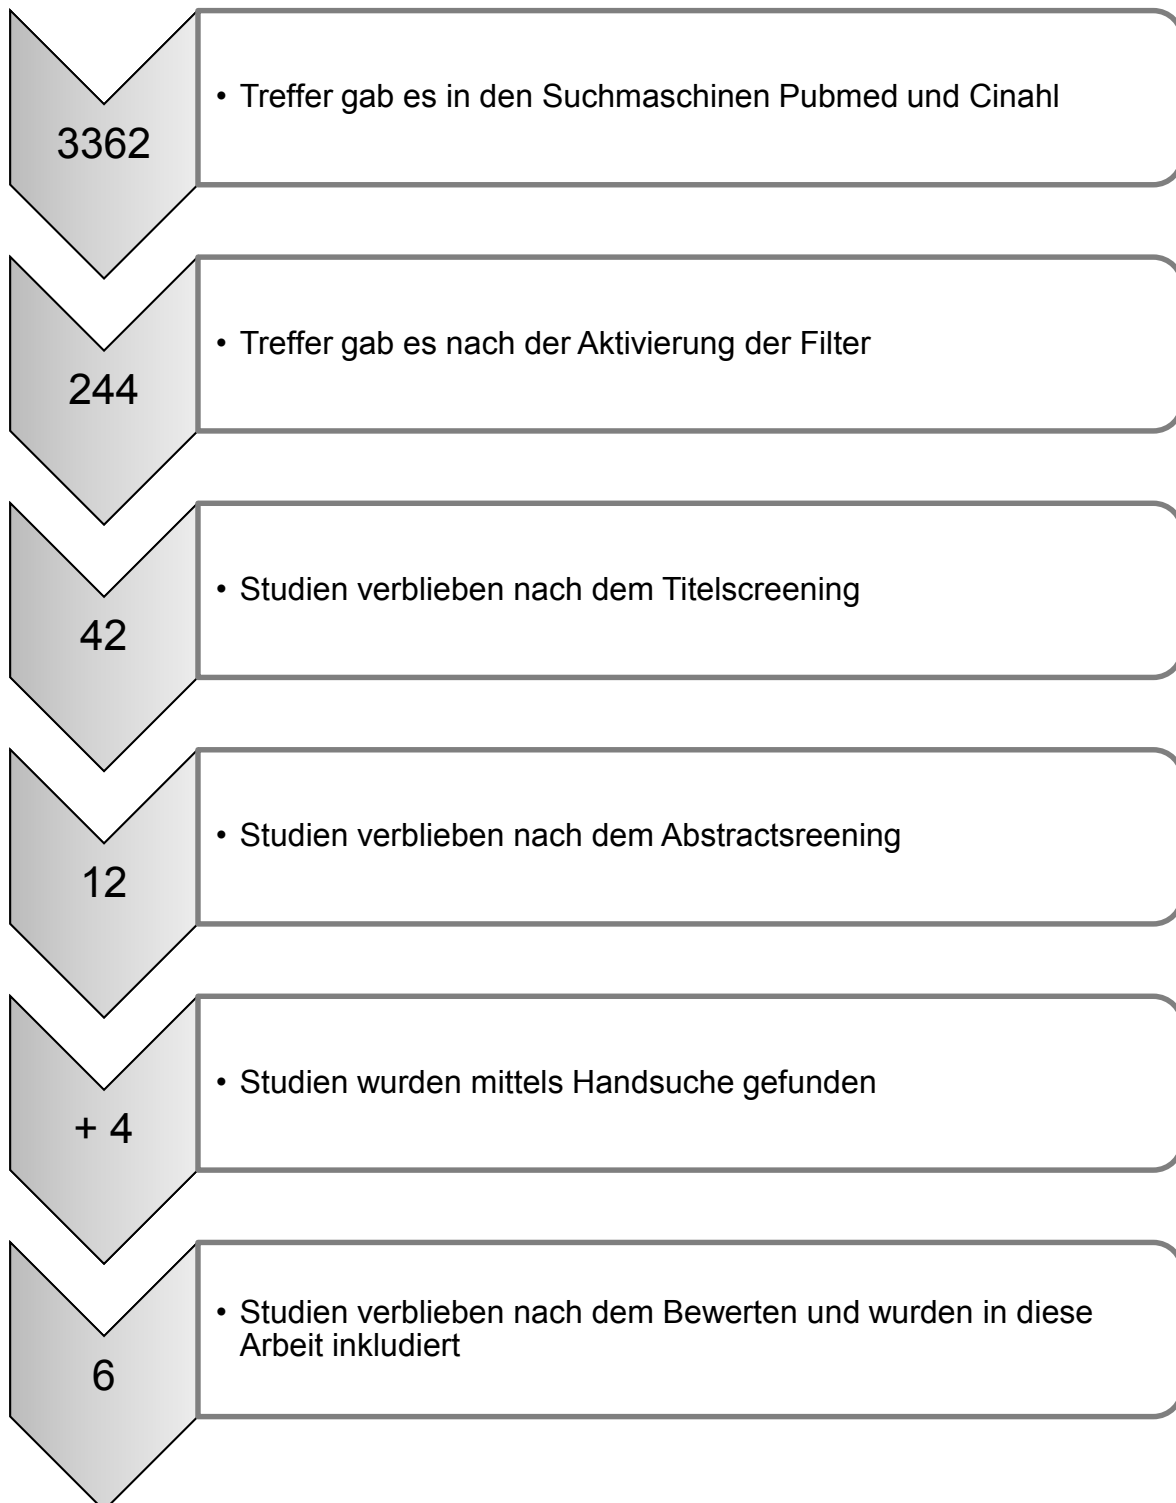 3362
• Treffer gab es in den Suchmaschinen Pubmed und Cinahl
244
• Treffer gab es nach der Aktivierung der Filter
42
• Studien verblieben nach dem Titelscreening
12
• Studien verblieben nach dem Abstractsreening
+ 4
• Studien wurden mittels Handsuche gefunden
6
• Studien verblieben nach dem Bewerten und wurden in diese
Arbeit inkludiert